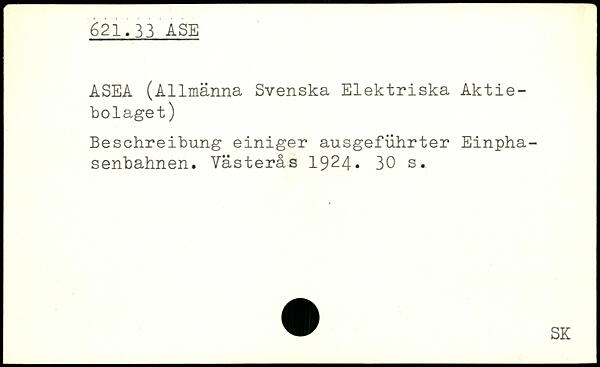 621.33 ASE
ASEA (Allmänna Svenska Elektriska Aktie-
bolaget)
Beschreibung einiger ausgeführter Einpha-
senbahnen. Västerås 1924. 30 s.
SK